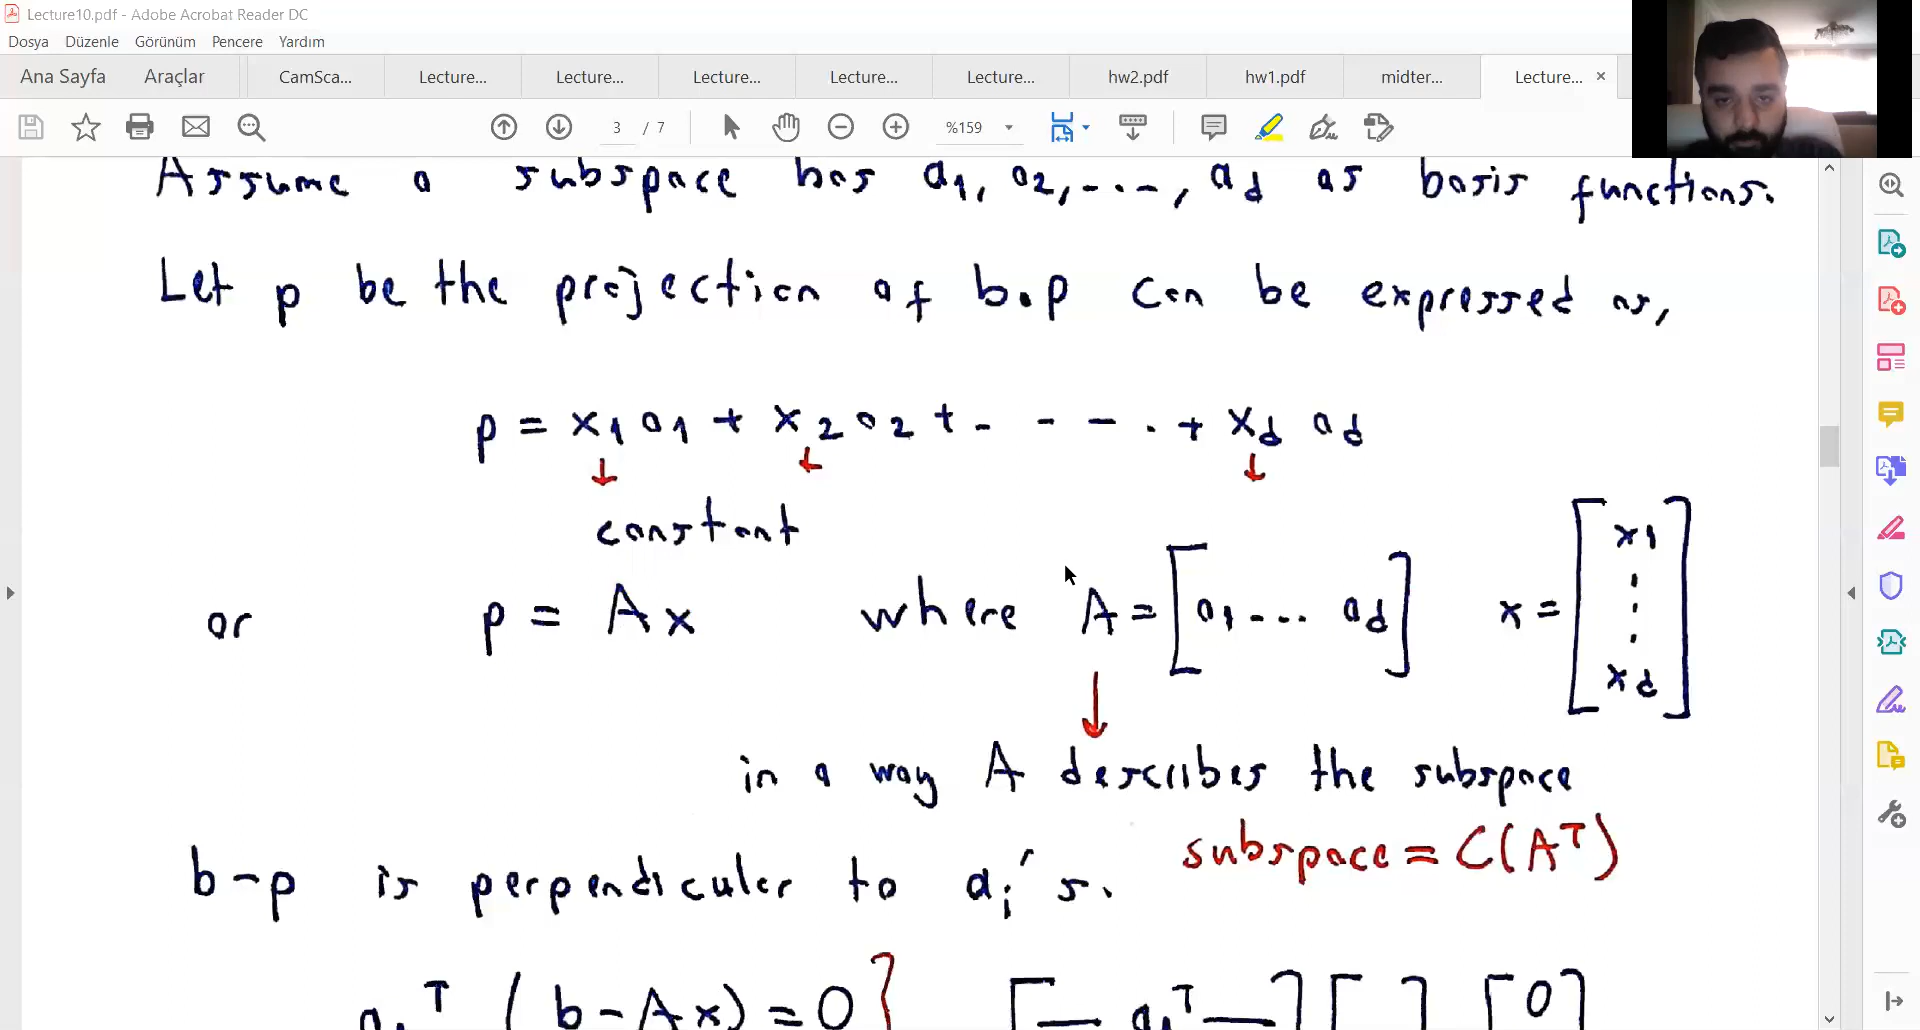 Lecture10.pdf - Adobe Acrobat Reader DC
Dosya Düzenle Görünüm Pencere Yardım
Ana Sayfa Araçlar CamSca... Lecture... Lecture... Lecture... Lecture... Lecture... hw2.pdf hw1.pdf midter... Lecture... ×
3 / 7 %159
Assume a subspace has a1, a2, ...., ad as basis functions.
Let p be the projection of b. p can be expressed as,
p = x1 a1 + x2 a2 + - - - . + xd ad
constant
or p = Ax where A = [a1 ... ad] x = [x1 ⋮ xd]
in a way A describes the subspace
subspace = C(A^T)
b-p is perpendicular to ai's.
(b-Ax) = 0